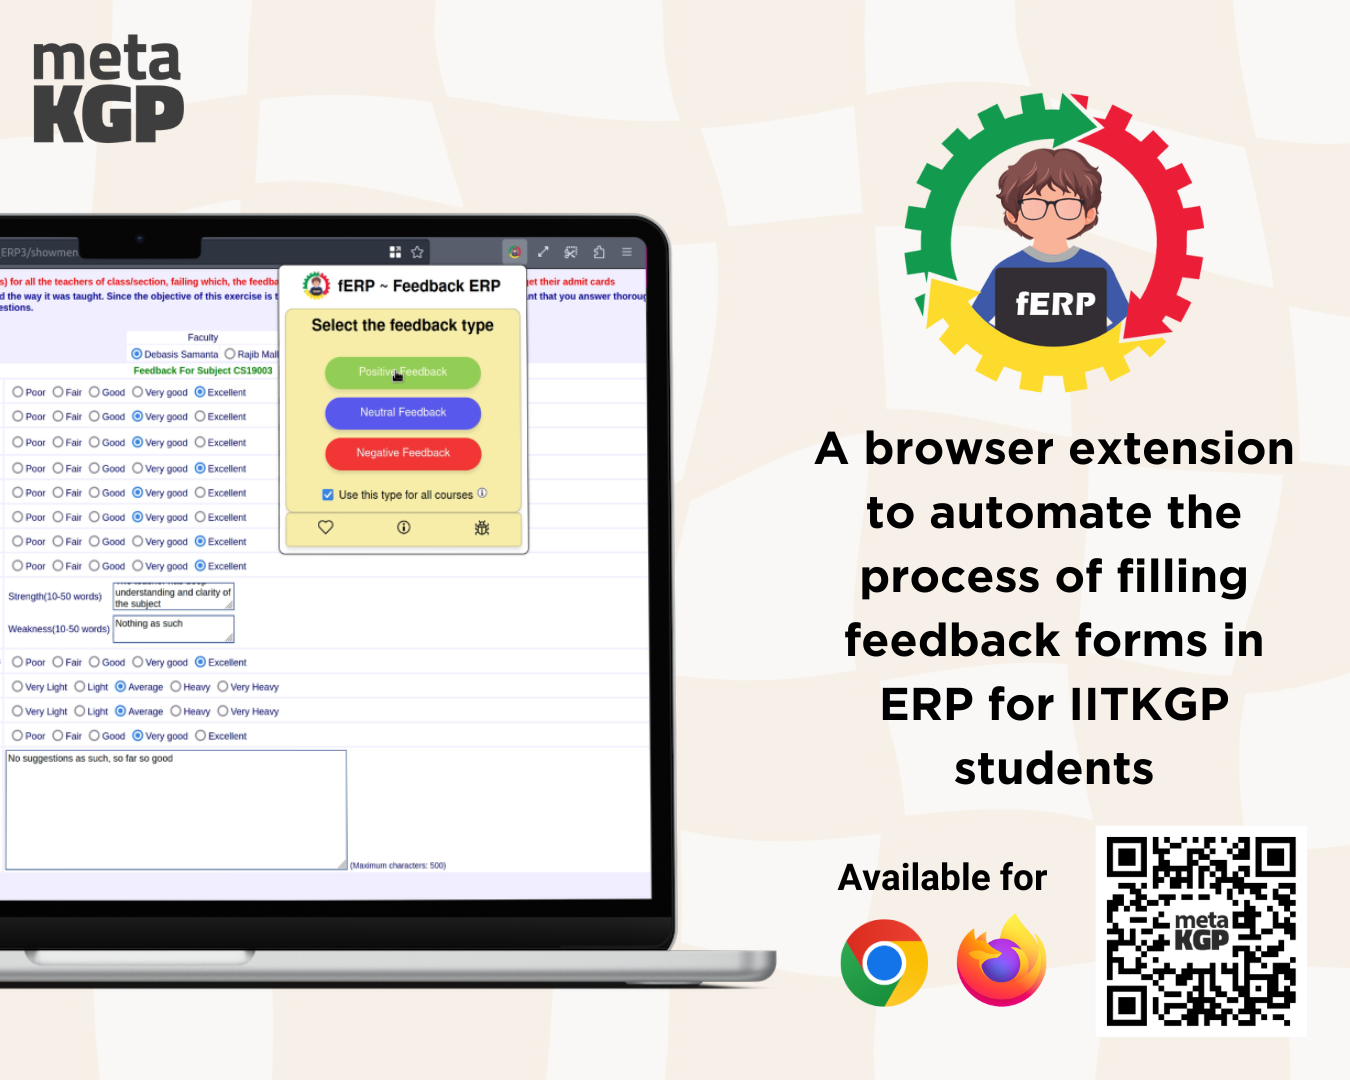 meta
KGP
_ERP3/showmen
s) for all the teachers of class/section, failing which, the feedba
get their admit cards
d the way it was taught. Since the objective of this exercise is t
nt that you answer thorou
estions.
Faculty
Debasis Samanta Rajib Mall
Feedback For Subject CS19003
Poor Fair Good Very good Excellent
Poor Fair Good Very good Excellent
Poor Fair Good Very good Excellent
Poor Fair Good Very good Excellent
Poor Fair Good Very good Excellent
Poor Fair Good Very good Excellent
Poor Fair Good Very good Excellent
Poor Fair Good Very good Excellent
Strength(10-50 words)
understanding and clarity of
the subject
Weakness(10-50 words)
Nothing as such
Poor Fair Good Very good Excellent
Very Light Light Average Heavy Very Heavy
Very Light Light Average Heavy Very Heavy
Poor Fair Good Very good Excellent
No suggestions as such, so far so good
(Maximum characters: 500)
fERP ~ Feedback ERP
Select the feedback type
Positive Feedback
Neutral Feedback
Negative Feedback
Use this type for all courses
fERP
A browser extension
to automate the
process of filling
feedback forms in
ERP for IITKGP
students
Available for
meta
KGP